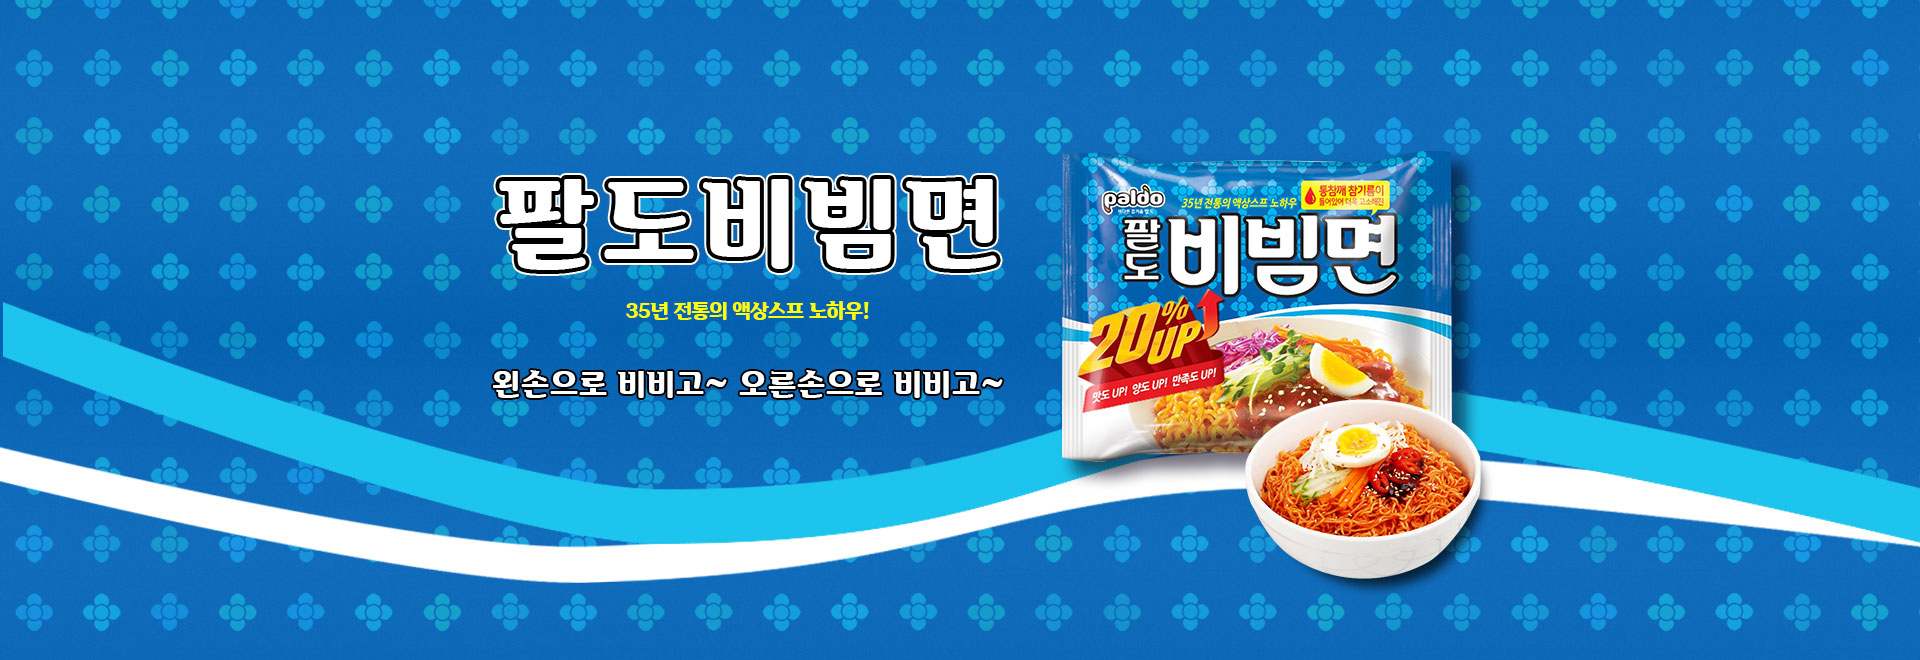 팔도비빔면
35년 전통의 액상스프 노하우!
왼손으로 비비고~ 오른손으로 비비고~
paldo
35년 전통의 액상스프 노하우
통참깨 참기름이
들어있어 더욱 고소해진
팔도
비빔면
20% UP
맛도 UP! 양도 UP! 만족도 UP!